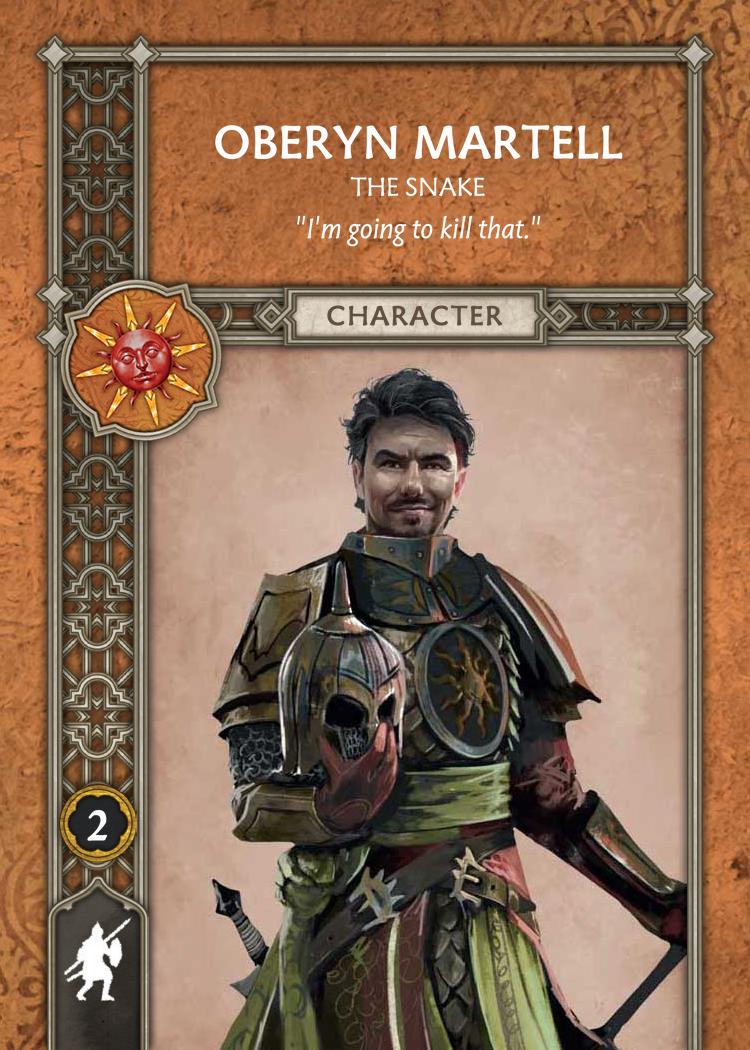 OBERYN MARTELL
THE SNAKE
"I'm going to kill that."
CHARACTER
2